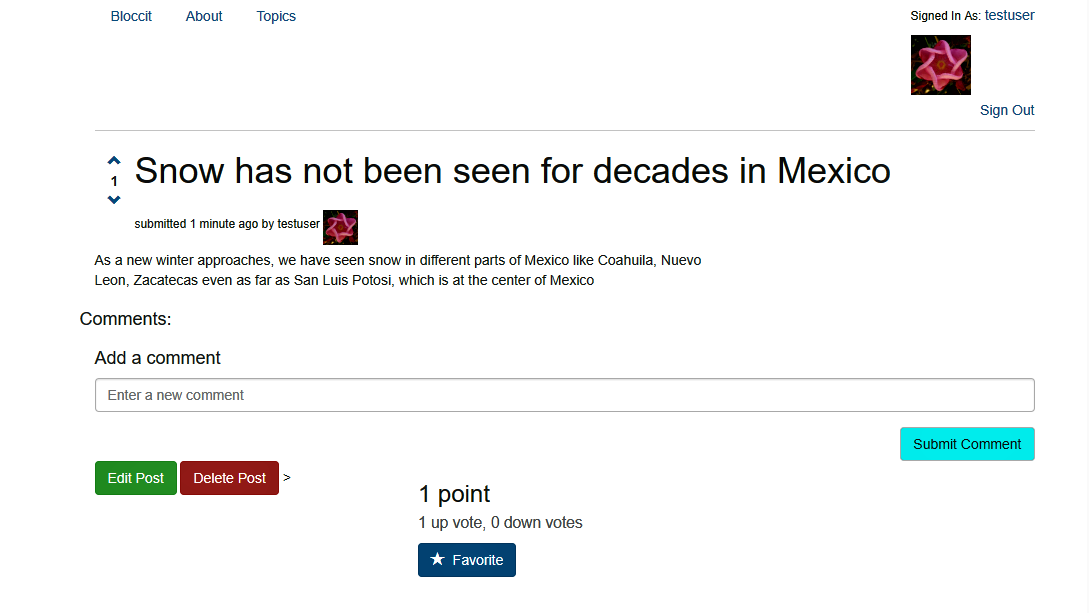 Bloccit About Topics Signed In As: testuser
Sign Out
1 Snow has not been seen for decades in Mexico
submitted 1 minute ago by testuser
As a new winter approaches, we have seen snow in different parts of Mexico like Coahuila, Nuevo
Leon, Zacatecas even as far as San Luis Potosi, which is at the center of Mexico
Comments:
Add a comment
Enter a new comment
Submit Comment
Edit Post Delete Post >
1 point
1 up vote, 0 down votes
★ Favorite